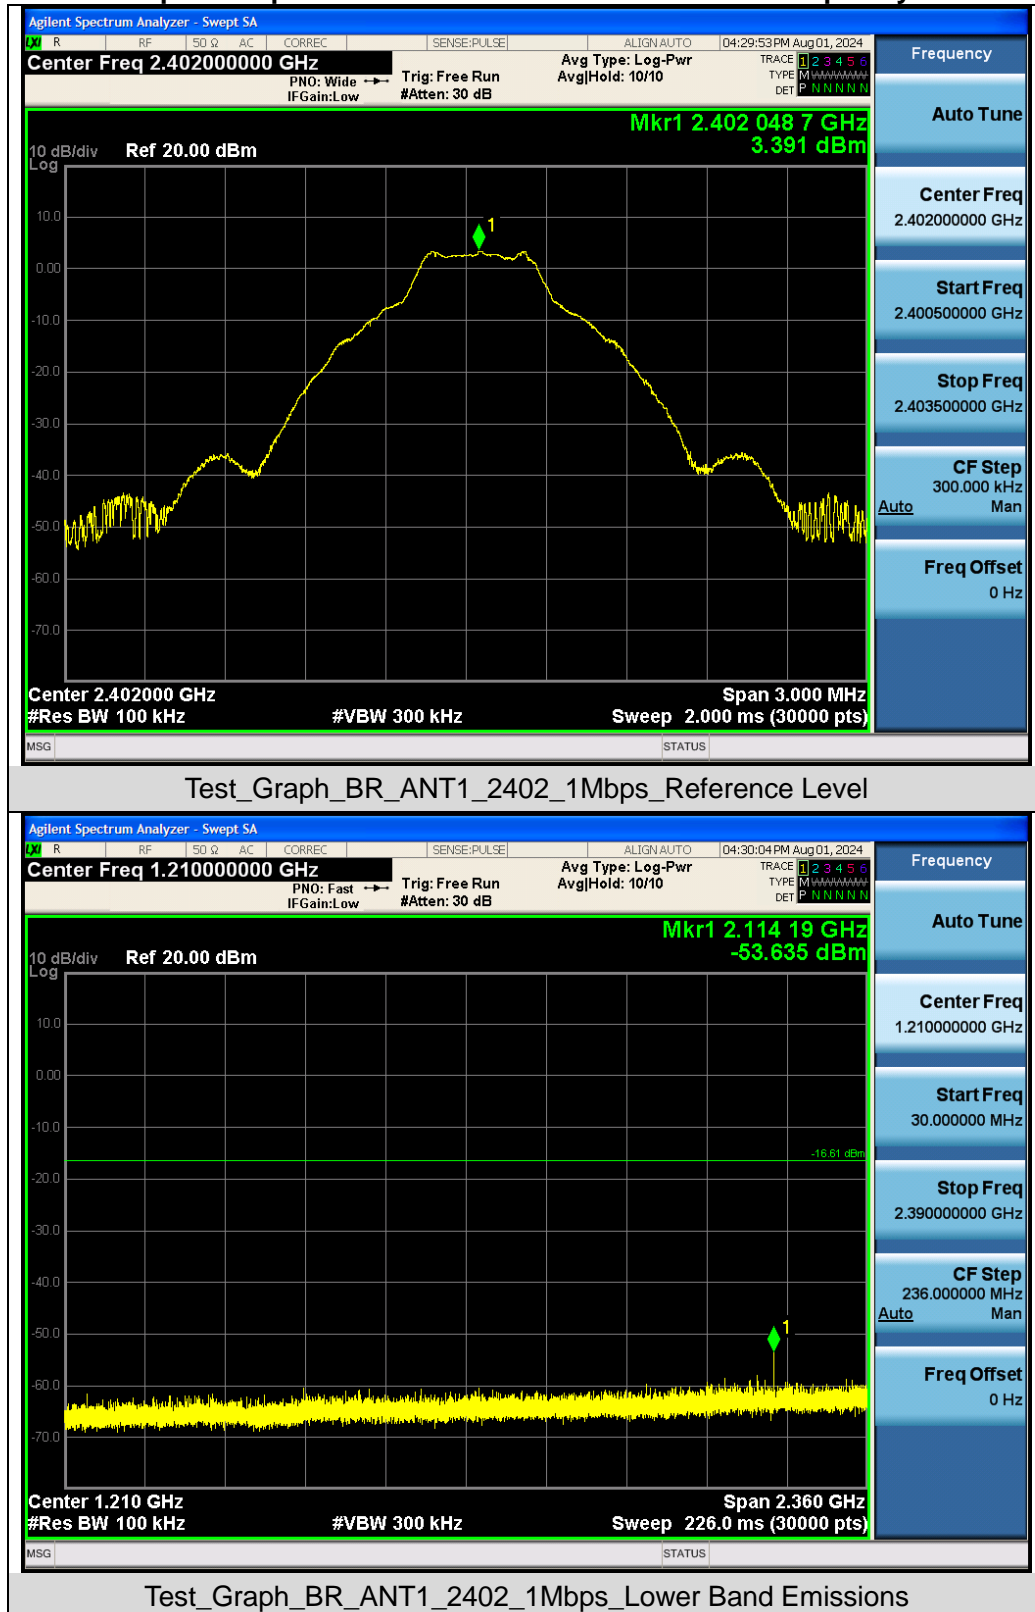 Agilent Spectrum Analyzer - Swept SA
LXI R RF 50 Ω AC CORREC SENSE:PULSE ALIGN AUTO 04:29:53 PM Aug 01, 2024
Center Freq 2.402000000 GHz
PNO: Wide
IFGain:Low
Trig: Free Run
#Atten: 30 dB
Avg Type: Log-Pwr
Avg|Hold: 10/10
TRACE 1 2 3 4 5 6
TYPE M
DET P N N N N N
Frequency
Auto Tune
Mkr1 2.402 048 7 GHz
3.391 dBm
10 dB/div
Log
Ref 20.00 dBm
1
10.0
0.00
-10.0
-20.0
-30.0
-40.0
-50.0
-60.0
-70.0
Center Freq
2.402000000 GHz
Start Freq
2.400500000 GHz
Stop Freq
2.403500000 GHz
CF Step
300.000 kHz
Auto Man
Freq Offset
0 Hz
Center 2.402000 GHz Span 3.000 MHz
#Res BW 100 kHz #VBW 300 kHz Sweep 2.000 ms (30000 pts)
MSG STATUS
Test_Graph_BR_ANT1_2402_1Mbps_Reference Level
Agilent Spectrum Analyzer - Swept SA
LXI R RF 50 Ω AC CORREC SENSE:PULSE ALIGN AUTO 04:30:04 PM Aug 01, 2024
Center Freq 1.210000000 GHz
PNO: Fast
IFGain:Low
Trig: Free Run
#Atten: 30 dB
Avg Type: Log-Pwr
Avg|Hold: 10/10
TRACE 1 2 3 4 5 6
TYPE M
DET P N N N N N
Frequency
Auto Tune
Mkr1 2.114 19 GHz
-53.635 dBm
10 dB/div
Log
Ref 20.00 dBm
10.0
0.00
-10.0
-16.61 dBm
-20.0
-30.0
-40.0
-50.0
1
-60.0
-70.0
Center Freq
1.210000000 GHz
Start Freq
30.000000 MHz
Stop Freq
2.390000000 GHz
CF Step
236.000000 MHz
Auto Man
Freq Offset
0 Hz
Center 1.210 GHz Span 2.360 GHz
#Res BW 100 kHz #VBW 300 kHz Sweep 226.0 ms (30000 pts)
MSG STATUS
Test_Graph_BR_ANT1_2402_1Mbps_Lower Band Emissions